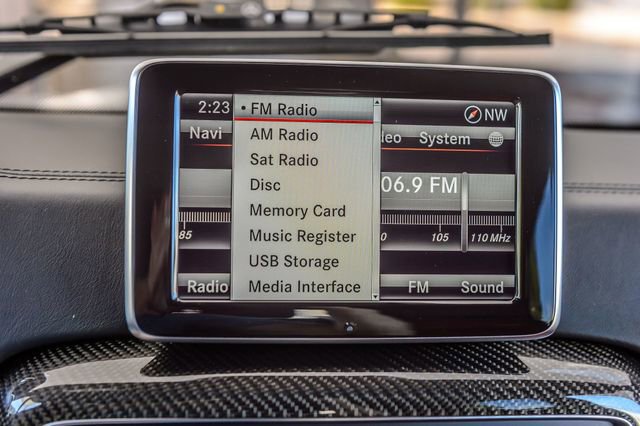 2:23
• FM Radio
NW
Navi
AM Radio
deo
System
Sat Radio
Disc
06.9 FM
Memory Card
Music Register
85
0
105
110 MHz
USB Storage
Radio
Media Interface
FM
Sound